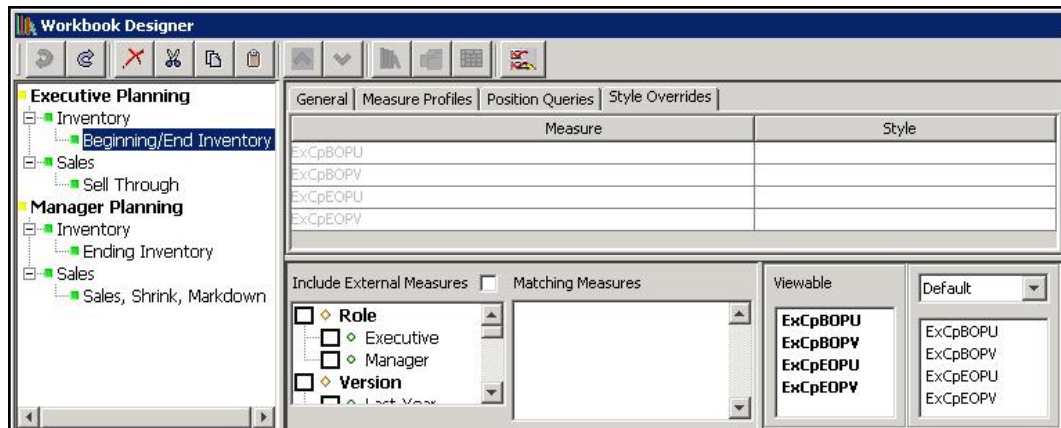 Workbook Designer
Executive Planning
Inventory
Beginning/End Inventory
Sales
Sell Through
Manager Planning
Inventory
Ending Inventory
Sales
Sales, Shrink, Markdown
General
Measure Profiles
Position Queries
Style Overrides
Measure
Style
ExCpBOPU
ExCpBOPV
ExCpEOPU
ExCpEOPV
Include External Measures
Role
Executive
Manager
Version
Last Year
Matching Measures
Viewable
ExCpBOPU
ExCpBOPV
ExCpEOPU
ExCpEOPV
Default
ExCpBOPU
ExCpBOPV
ExCpEOPU
ExCpEOPV